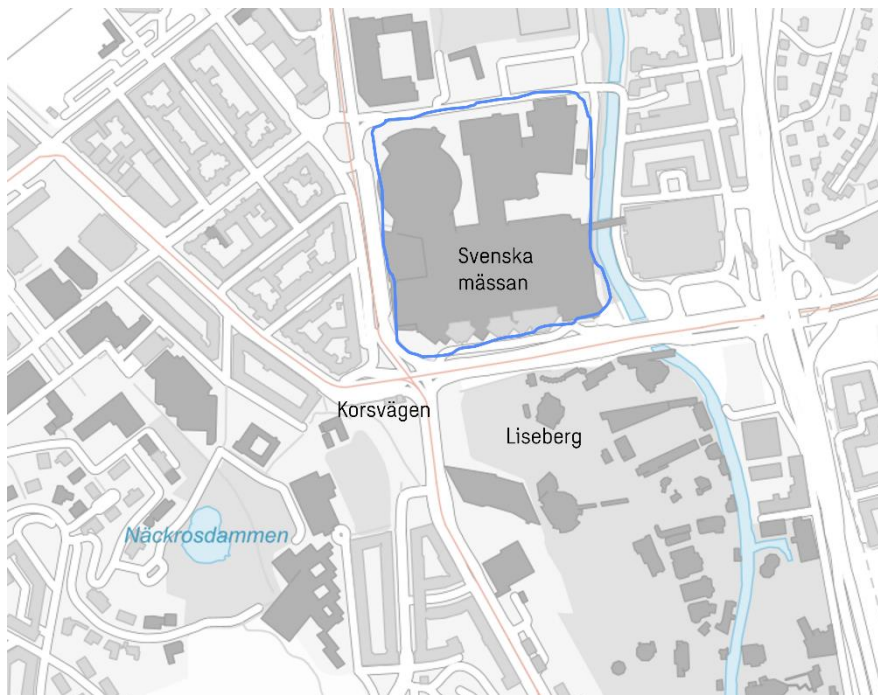 Svenska
mässan
Korsvägen
Liseberg
Näckrosdammen